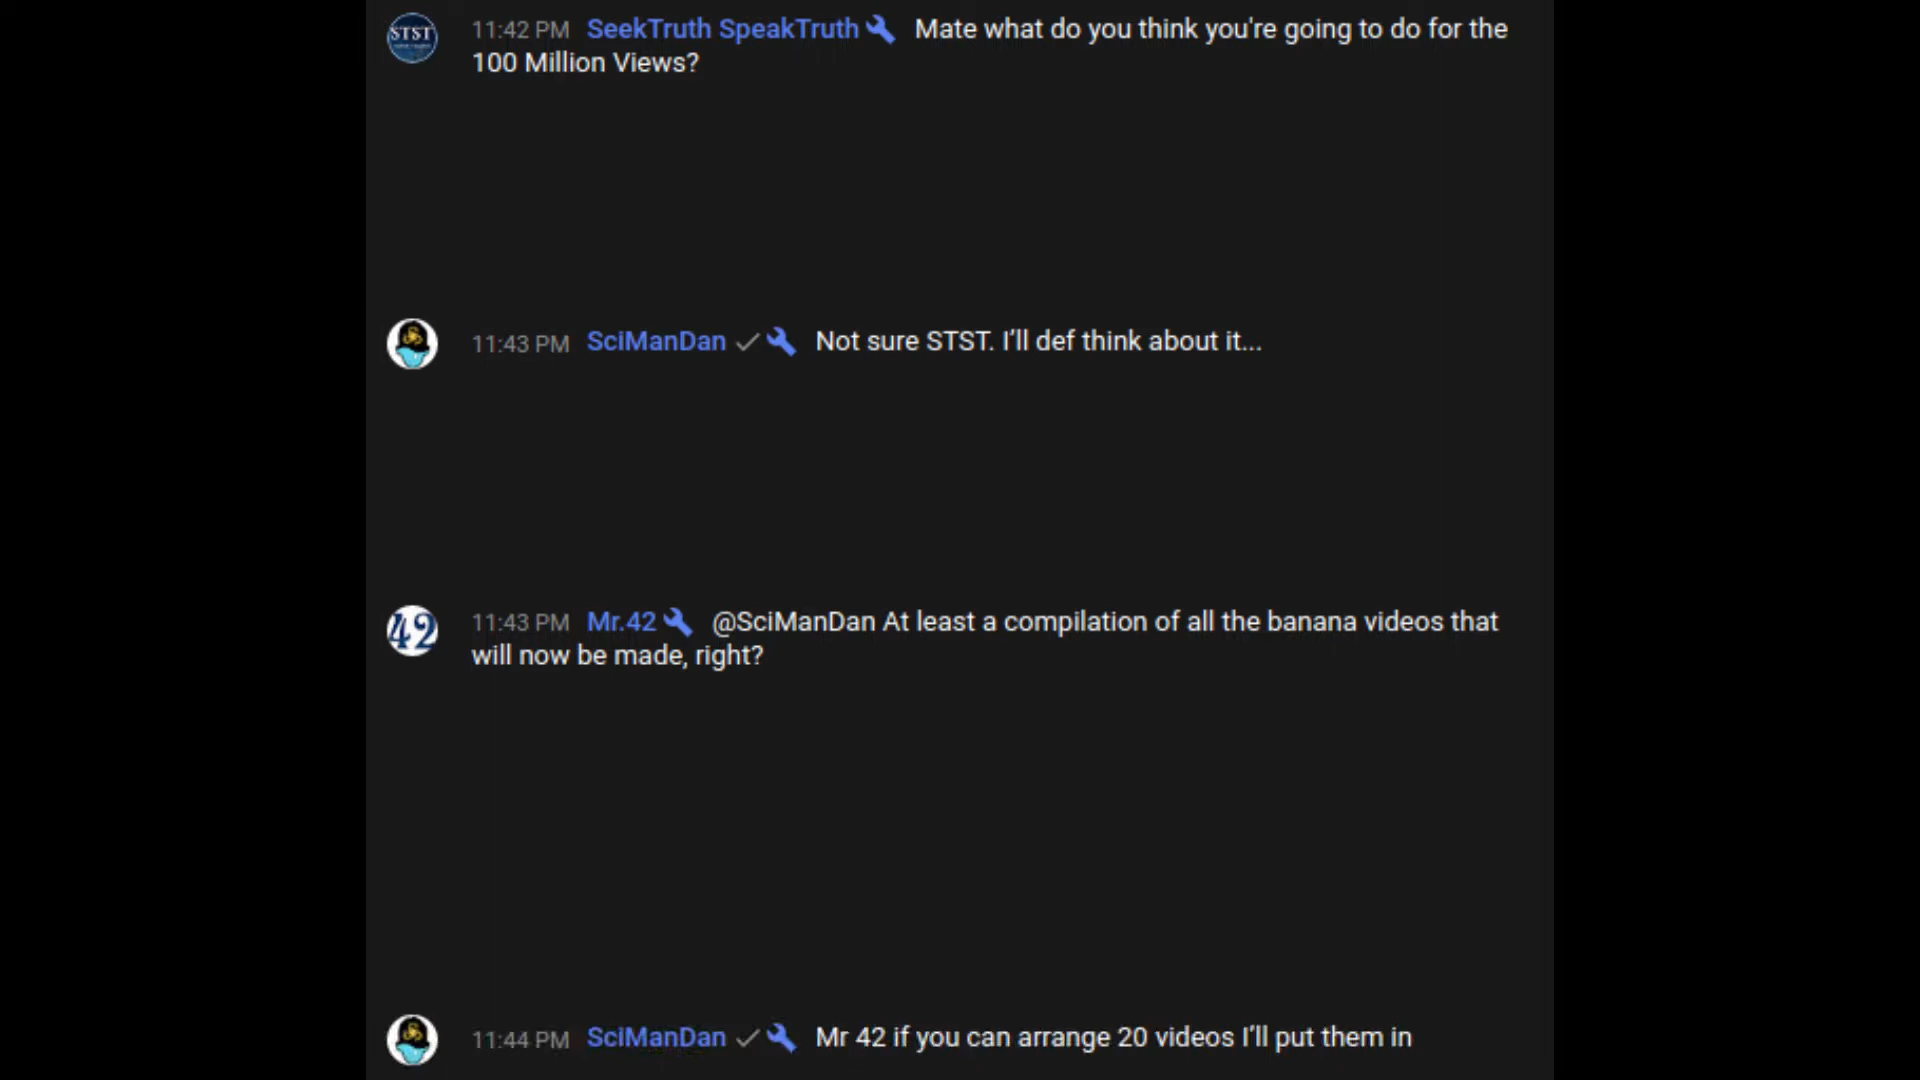 STST
11:42 PM SeekTruth SpeakTruth Mate what do you think you're going to do for the
100 Million Views?
11:43 PM SciManDan Not sure STST. I’ll def think about it...
42
11:43 PM Mr.42 @SciManDan At least a compilation of all the banana videos that
will now be made, right?
11:44 PM SciManDan Mr 42 if you can arrange 20 videos I’ll put them in